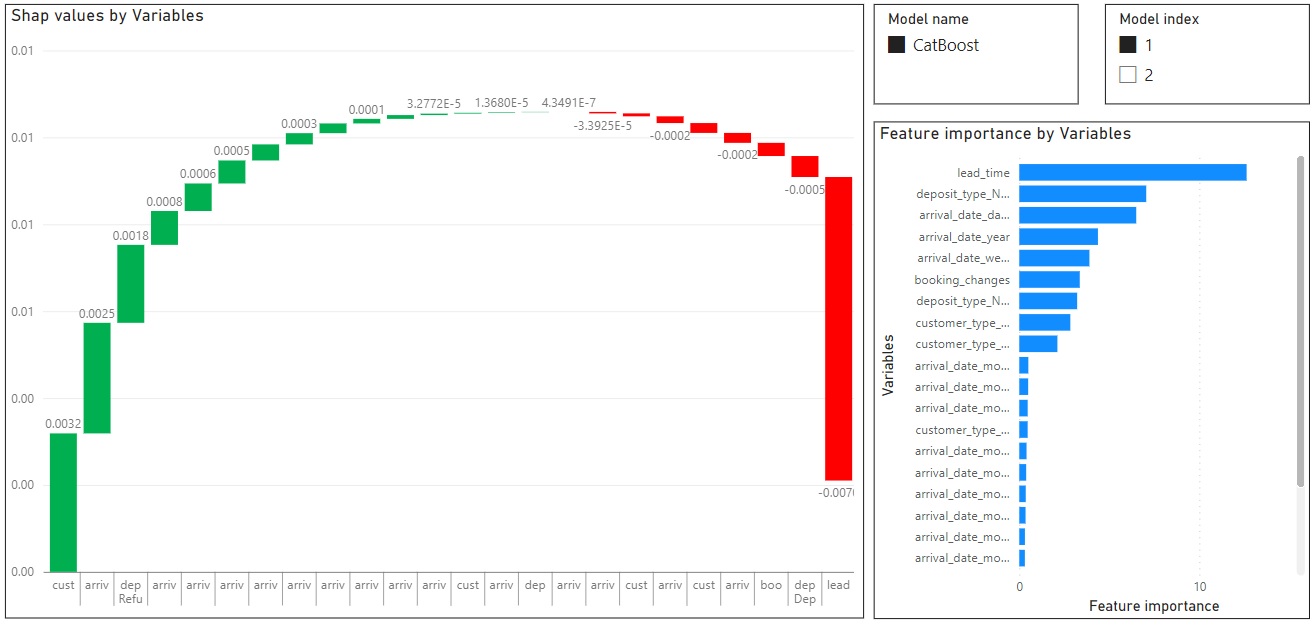 Shap values by Variables
0.01
0.01
0.01
0.01
0.00
0.00
0.00
0.0032
0.0025
0.0018
0.0008
0.0006
0.0005
0.0003
0.0001
3.2772E-5
1.3680E-5
4.3491E-7
-3.3925E-5
-0.0002
-0.0002
-0.0005
-0.0070
cust arriv dep arriv arriv arriv arriv arriv arriv arriv arriv arriv cust arriv dep arriv arriv cust arriv cust arriv boo dep lead
Refu Dep
Model name
CatBoost
Model index
1
2
Feature importance by Variables
Variables
lead_time
deposit_type_N...
arrival_date_da...
arrival_date_year
arrival_date_we...
booking_changes
deposit_type_N...
customer_type_...
customer_type_...
arrival_date_mo...
arrival_date_mo...
arrival_date_mo...
customer_type_...
arrival_date_mo...
arrival_date_mo...
arrival_date_mo...
arrival_date_mo...
arrival_date_mo...
arrival_date_mo...
0 10
Feature importance